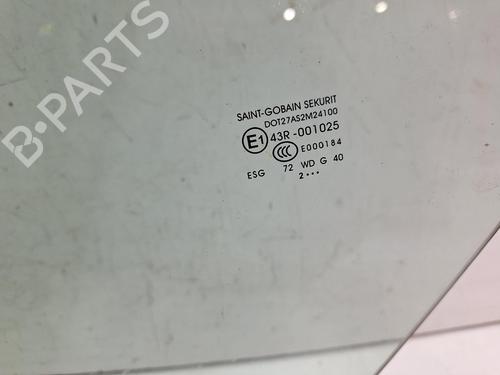 B-PARTS
SAINT-GOBAIN SEKURIT
DOT27AS2M24100
E1 43R-001025
CCC E000184
ESG 72 WD G 40
2•••